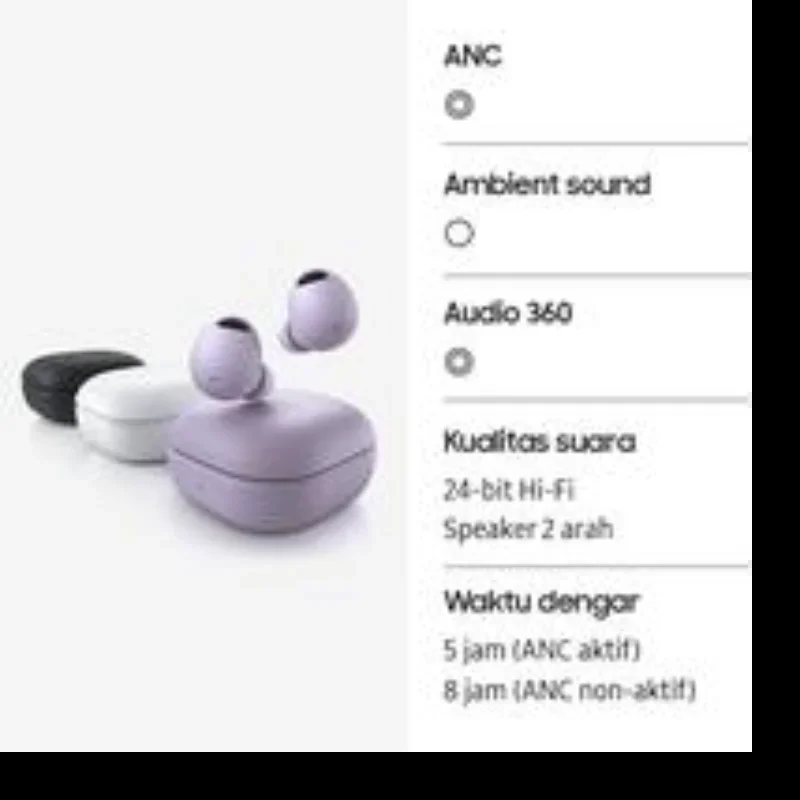 ANC
Ambient sound
Audio 360
Kualitas suara
24-bit Hi-Fi
Speaker 2 arah
Waktu dengar
5 jam (ANC aktif)
8 jam (ANC non-aktif)